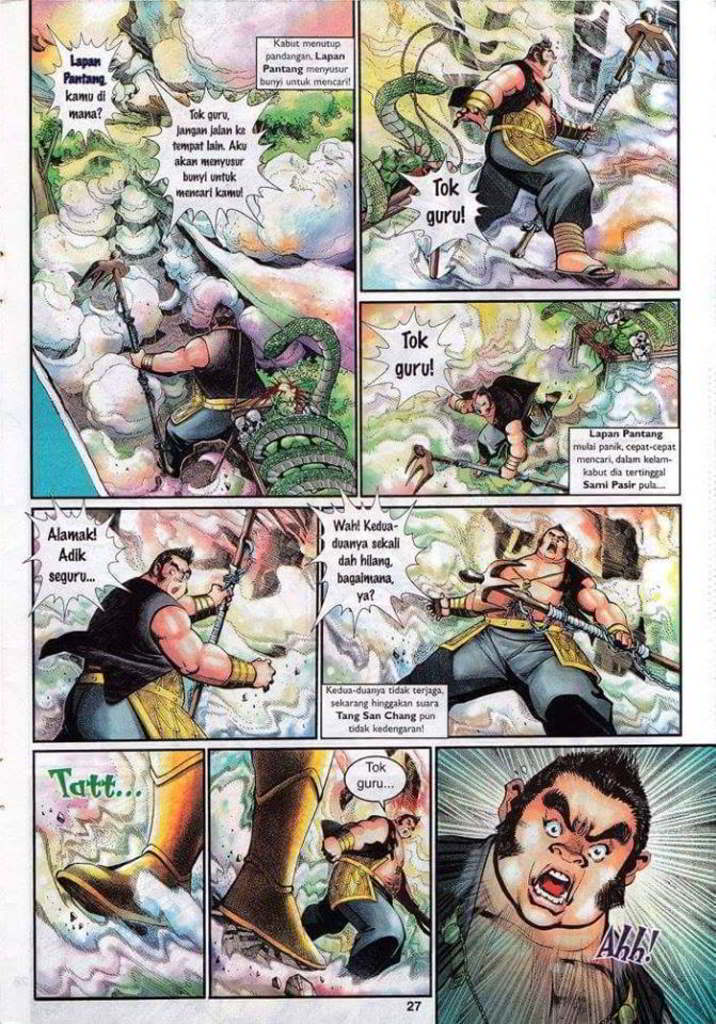 Lapan
Pantang,
kamu di
mana?
Kabut menutup
pandangan, Lapan
Pantang menyusur
bunyi untuk mencari!
Tok guru,
jangan jalan ke
tempat lain. Aku
akan menyusur
bunyi untuk
mencari kamu!
Tok
guru!
Tok
guru!
Lapan Pantang
mulai panik, cepat-cepat
mencari, dalam kelam-
kabut dia tertinggal
Sami Pasir pula....
Alamak!
Adik
seguru...
Wah! Kedua-
duanya sekali
dah hilang,
bagaimana,
ya?
Kedua-duanya tidak terjaga,
sekarang hinggakan suara
Tang San Chang pun
tidak kedengaran!
Tatt...
Tok
guru...
Ahh!
27